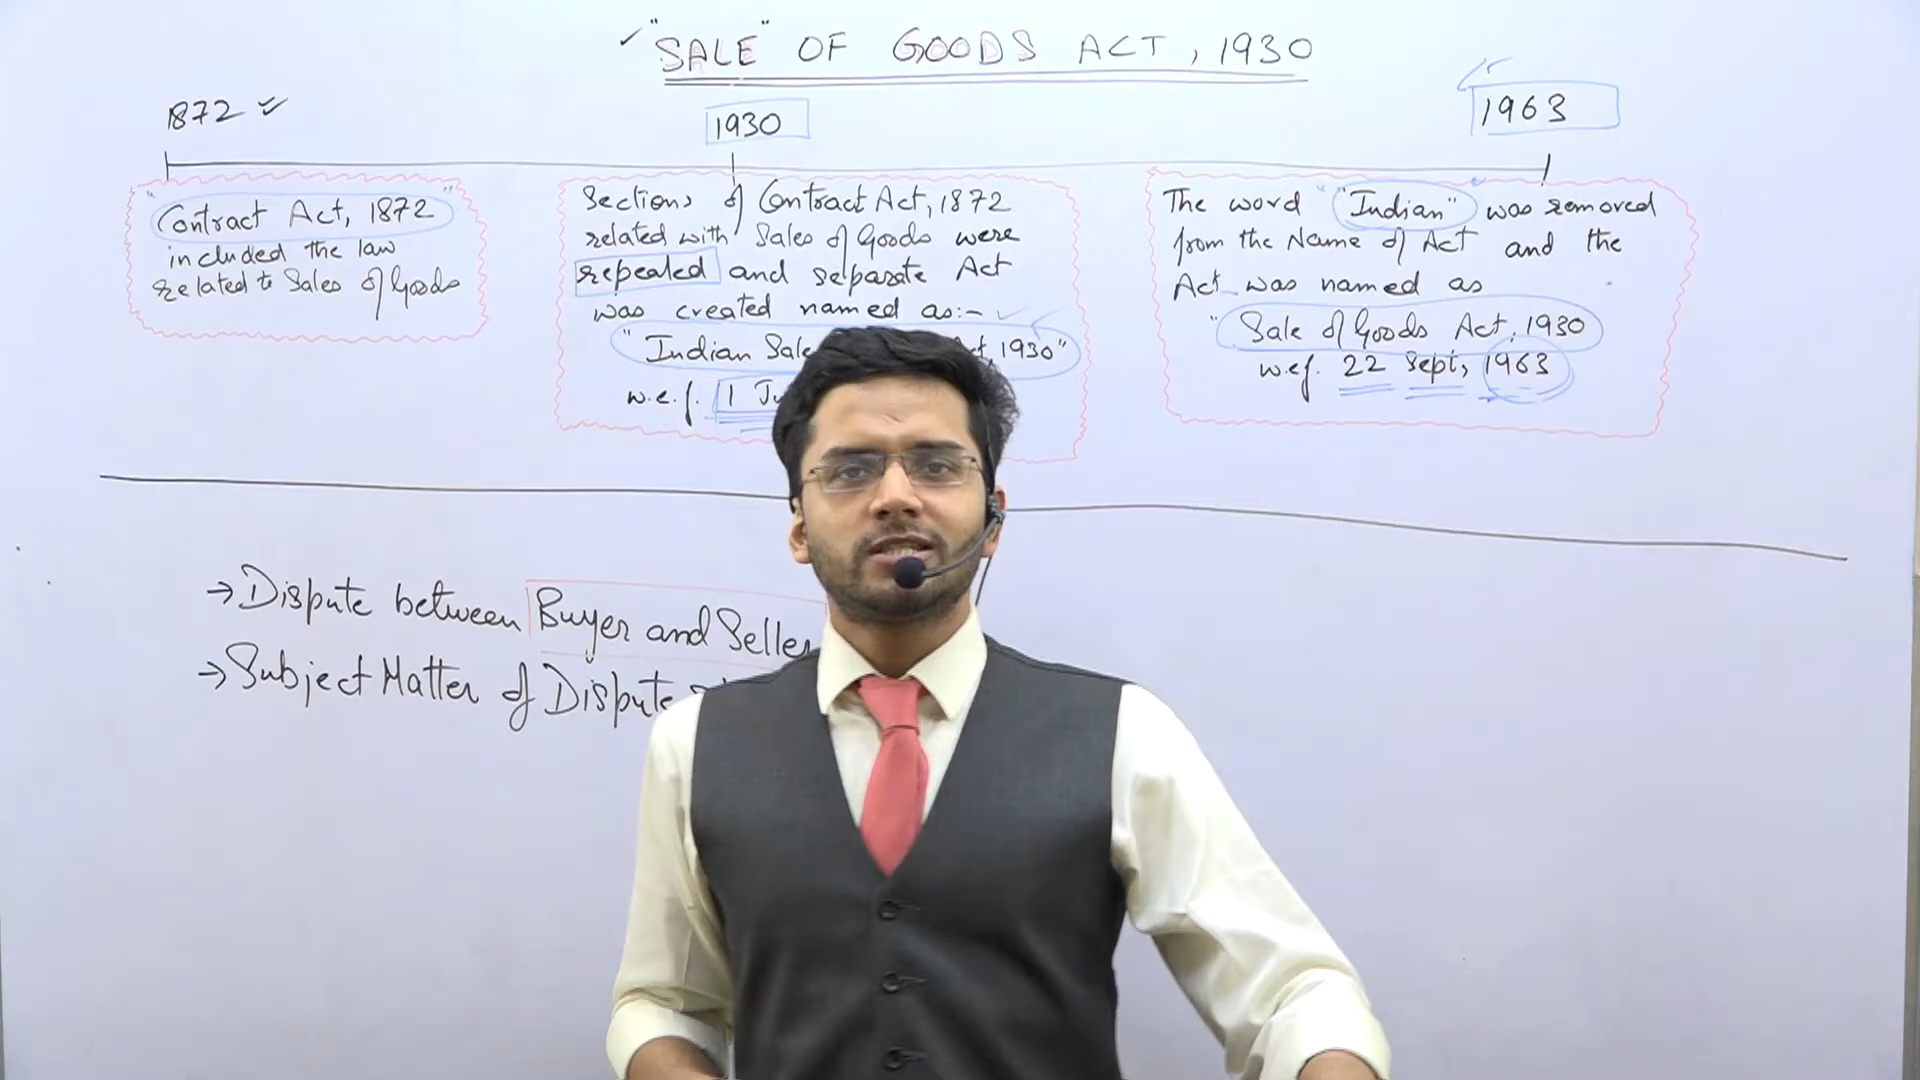 "SALE" OF GOODS ACT, 1930
1872
1930
1963
"Contract Act, 1872"
included the law
related to Sales of Goods
Sections of Contract Act, 1872
related with Sales of Goods were
repealed and separate Act
was created named as:-
"Indian Sale Act, 1930"
w.e.f. 1
The word "Indian" was removed
from the Name of Act and the
Act was named as
"Sale of Goods Act, 1930
w.e.f. 22 Sept, 1963
→ Dispute between Buyer and Seller
→ Subject Matter of Dispute